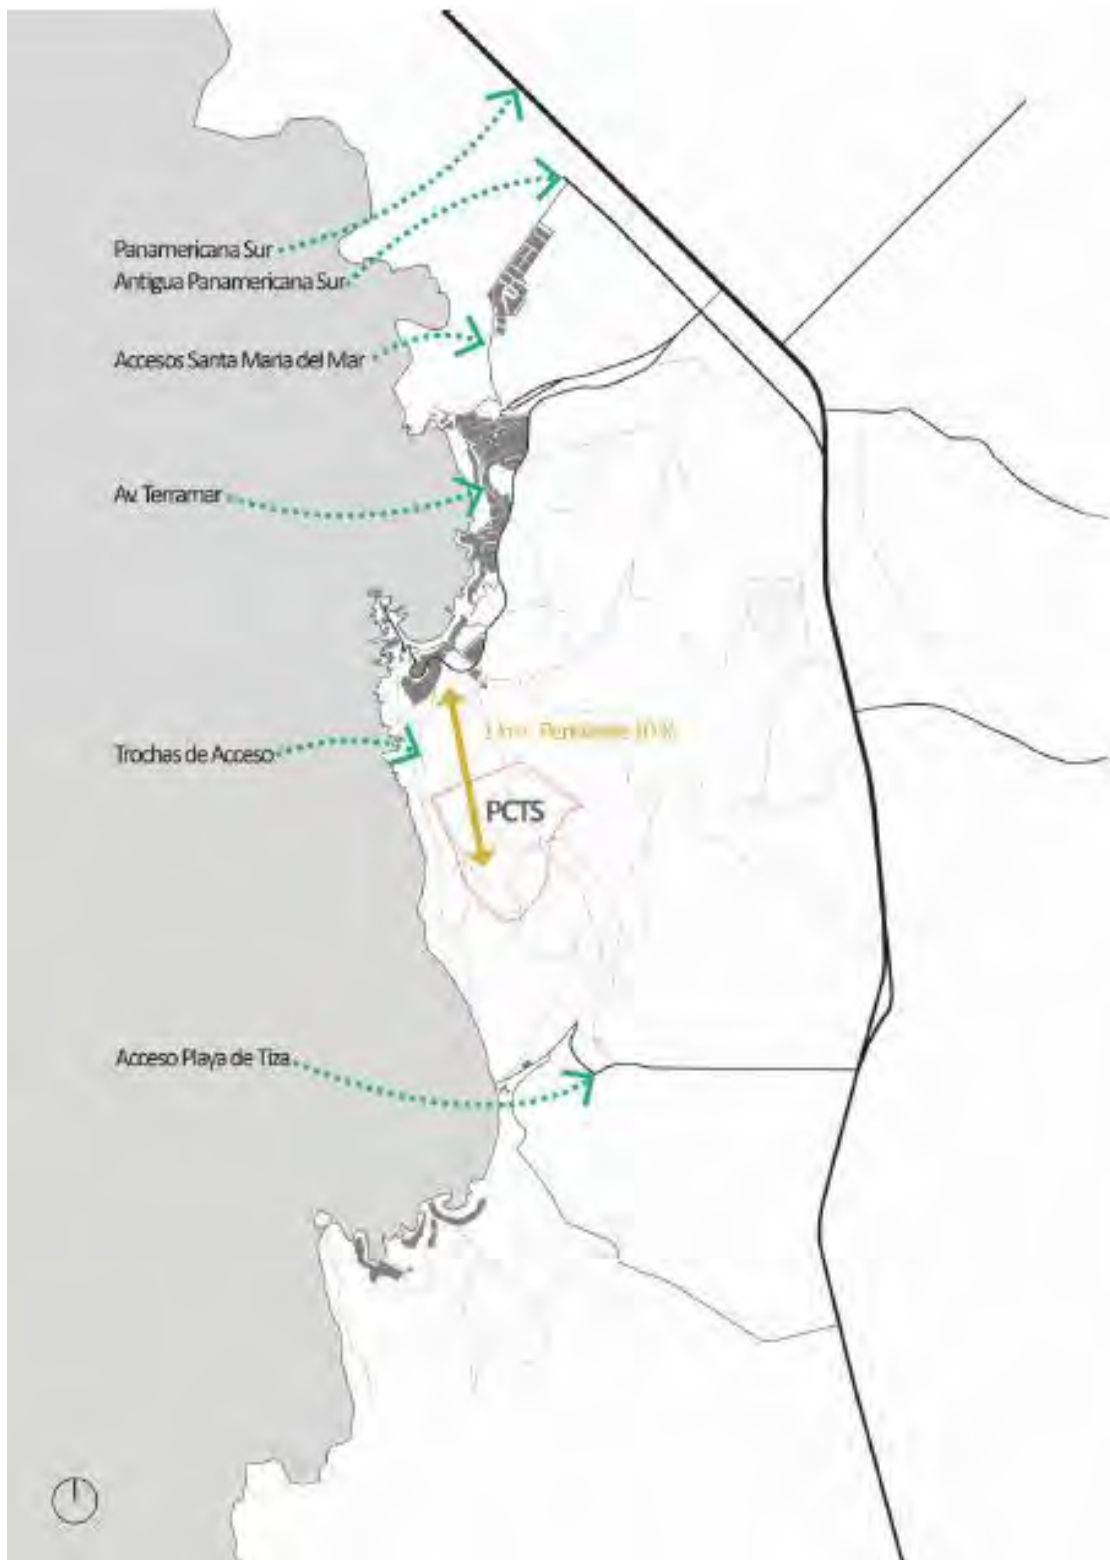 Panamericana Sur
Antigua Panamericana Sur
Accesos Santa Maria del Mar
Av. Terramar
Trochas de Acceso
PCTS
Acceso Playa de Tiza